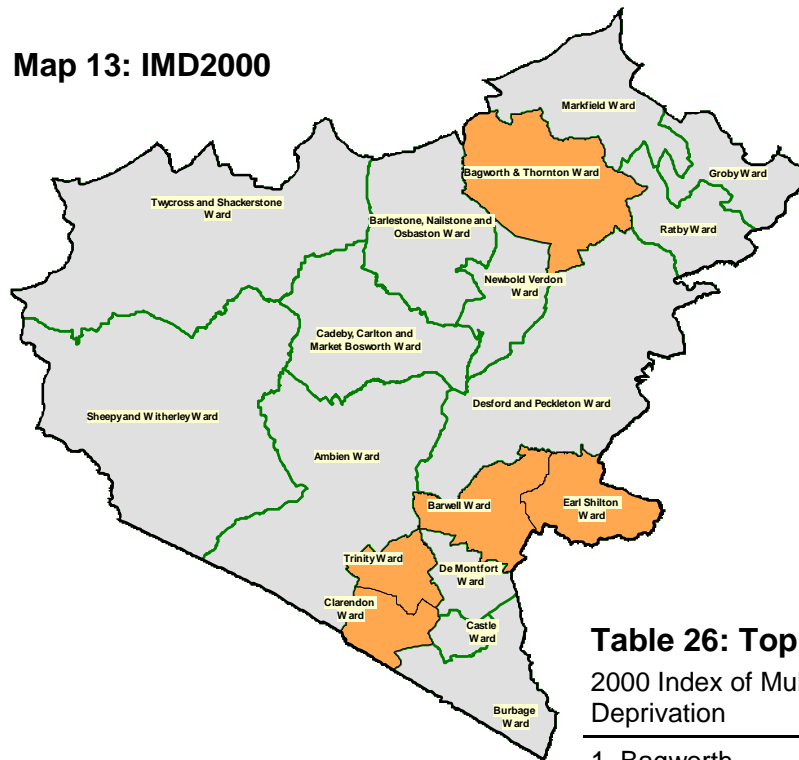 Map 13: IMD2000
Markfield Ward
Bagworth & Thornton Ward
Groby Ward
Twycross and Shackerstone
Ward
Barlestone, Nailstone and
Osbaston Ward
Ratby Ward
Newbold Verdon
Ward
Cadeby, Carlton and
Market Bosworth Ward
Desford and Peckleton Ward
Sheepy and Witherley Ward
Ambien Ward
Barwell Ward
Earl Shilton
Ward
Trinity Ward
De Montfort
Ward
Clarendon
Ward
Castle
Ward
Burbage
Ward
Table 26: Top
2000 Index of Mul
Deprivation
1. Bagworth